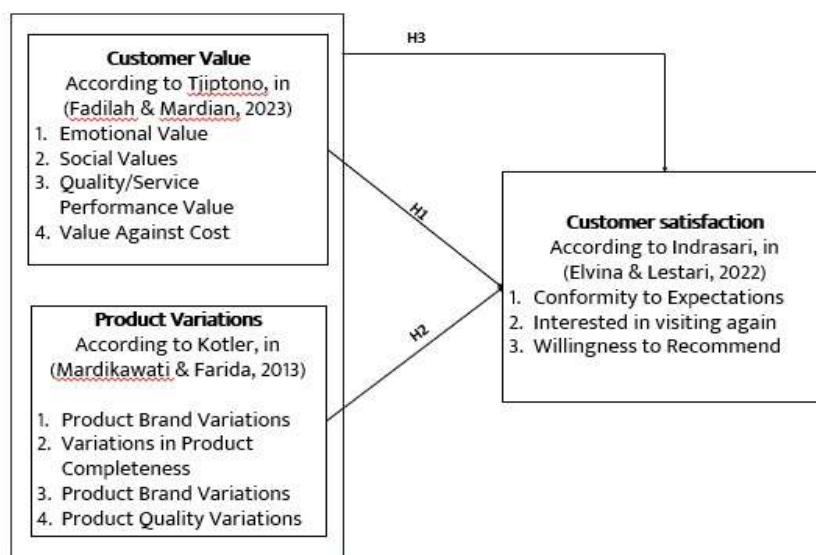 Customer Value
According to Tjiptono, in
(Fadilah & Mardian, 2023)
1. Emotional Value
2. Social Values
3. Quality/Service
Performance Value
4. Value Against Cost
Product Variations
According to Kotler, in
(Mardikawati & Farida, 2013)
1. Product Brand Variations
2. Variations in Product
Completeness
3. Product Brand Variations
4. Product Quality Variations
H3
H1
H2
Customer satisfaction
According to Indrasari, in
(Elvina & Lestari, 2022)
1. Conformity to Expectations
2. Interested in visiting again
3. Willingness to Recommend